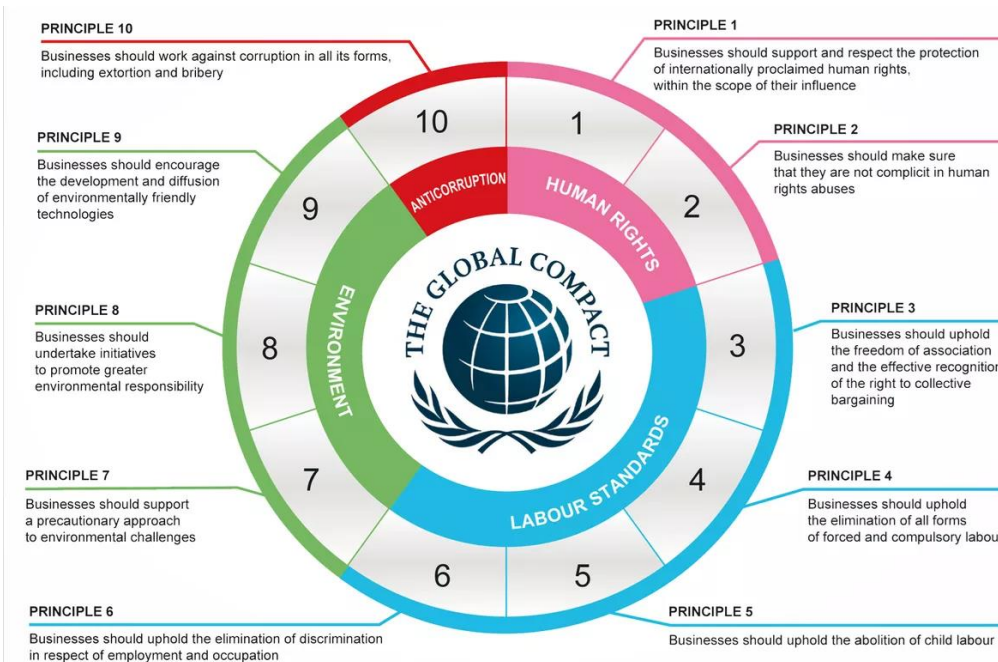 PRINCIPLE 10
Businesses should work against corruption in all its forms,
including extortion and bribery
PRINCIPLE 9
Businesses should encourage
the development and diffusion
of environmentally friendly
technologies
PRINCIPLE 8
Businesses should
undertake initiatives
to promote greater
environmental responsibility
PRINCIPLE 7
Businesses should support
a precautionary approach
to environmental challenges
PRINCIPLE 6
Businesses should uphold the elimination of discrimination
in respect of employment and occupation
10
1
2
3
4
5
6
7
8
9
ANTICORRUPTION
HUMAN RIGHTS
LABOUR STANDARDS
ENVIRONMENT
THE GLOBAL COMPACT
PRINCIPLE 1
Businesses should support and respect the protection
of internationally proclaimed human rights,
within the scope of their influence
PRINCIPLE 2
Businesses should make sure
that they are not complicit in human
rights abuses
PRINCIPLE 3
Businesses should uphold
the freedom of association
and the effective recognition
of the right to collective
bargaining
PRINCIPLE 4
Businesses should uphold
the elimination of all forms
of forced and compulsory labou
PRINCIPLE 5
Businesses should uphold the abolition of child labour